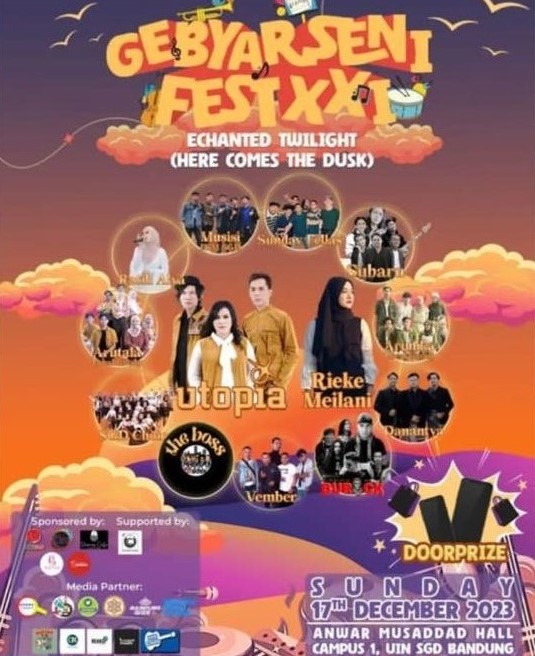 GEBYAR SENI
FEST XXI
ECHANTED TWILIGHT
(HERE COMES THE DUSK)
Musisi
Sunday Fellas
Subaru
Arutala
utopia
Rieke
Meilani
Danantya
the boss
Vember
Sponsored by:
Supported by:
Media Partner:
DOORPRIZE
SUNDAY
17TH DECEMBER 2023
ANWAR MUSADDAD HALL
CAMPUS 1, UIN SGD BANDUNG